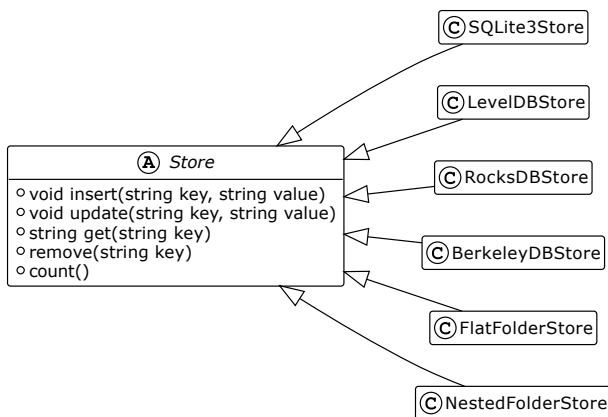 C SQLite3Store
C LevelDBStore
A Store
void insert(string key, string value)
void update(string key, string value)
string get(string key)
remove(string key)
count()
C RocksDBStore
C BerkeleyDBStore
C FlatFolderStore
C NestedFolderStore